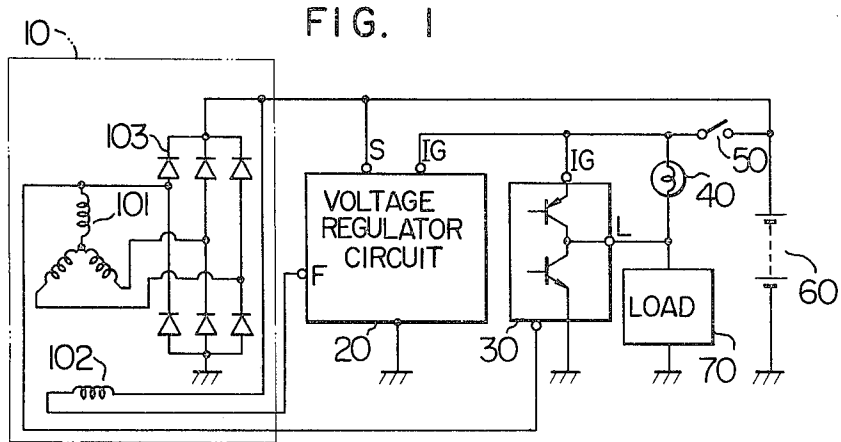 FIG. 1
10
103
101
102
S
IG
VOLTAGE
REGULATOR
CIRCUIT
F
20
IG
L
30
40
50
LOAD
70
60